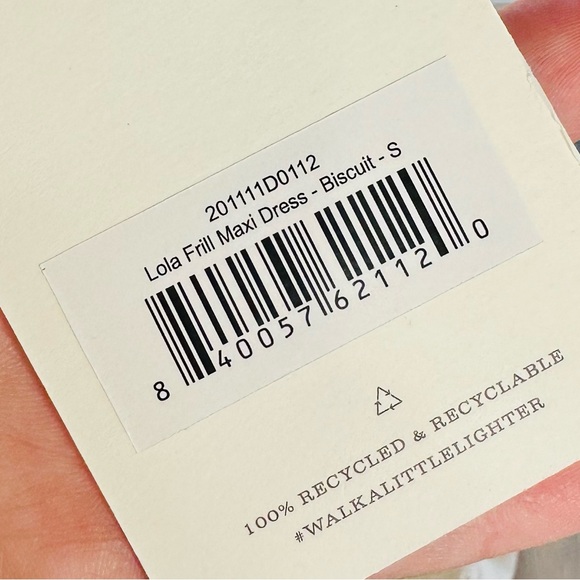 201111D0112
Lola Frill Maxi Dress - Biscuit - S
8 40057 62112 0
100% RECYCLED & RECYCLABLE
#WALKALITTLELIGHTER